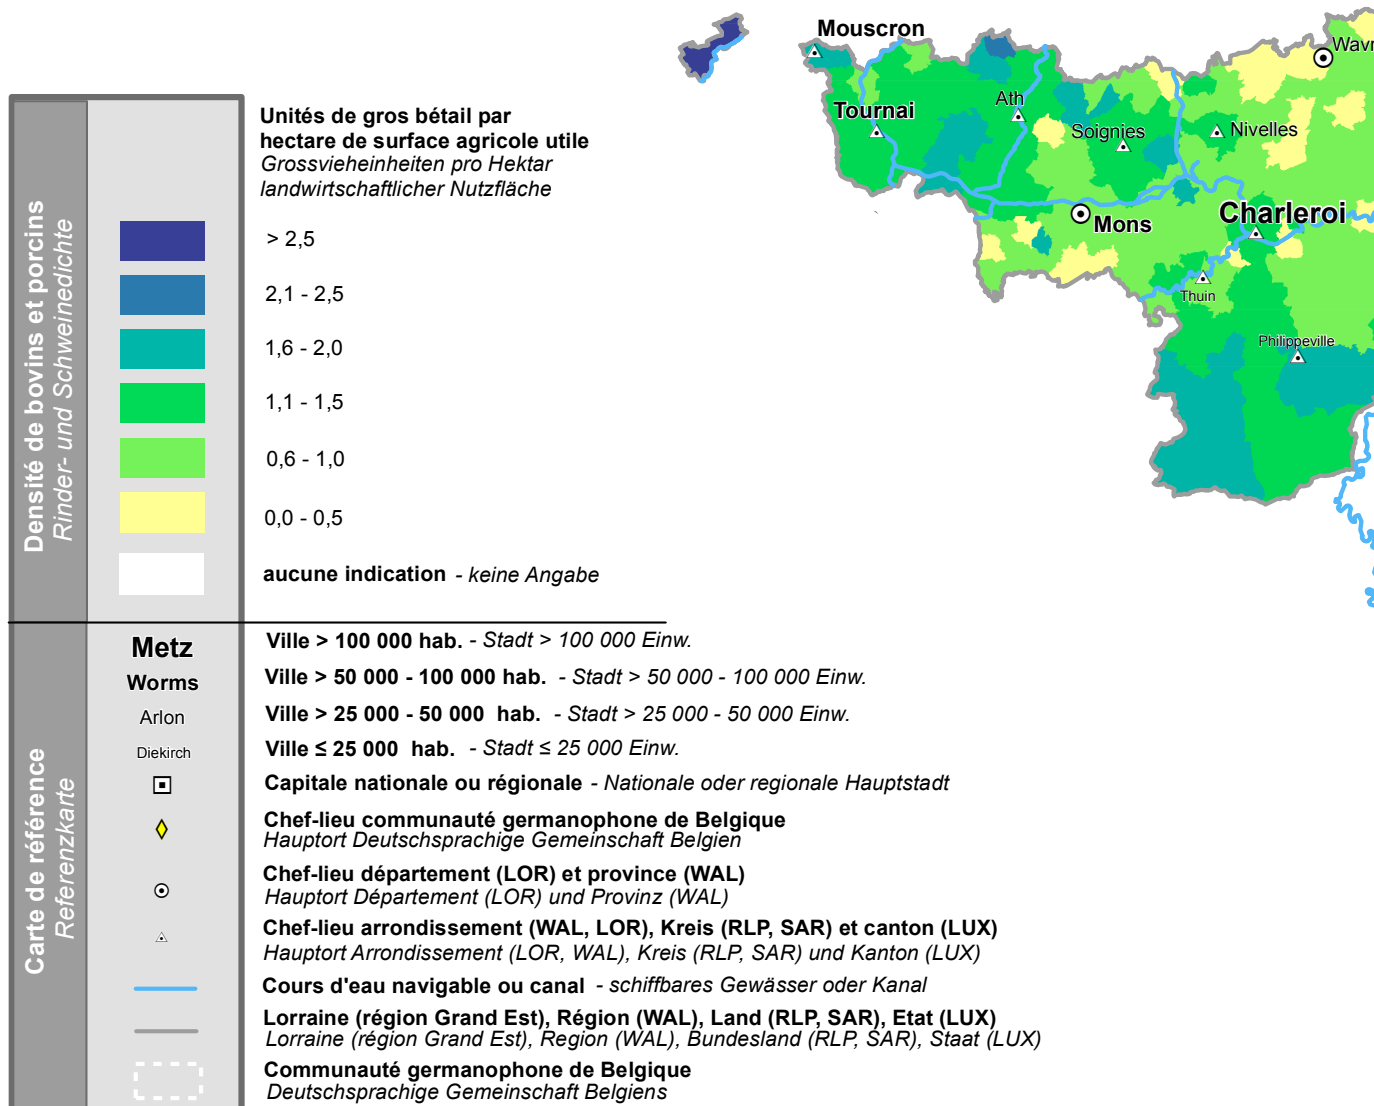 Densité de bovins et porcins
Rinder- und Schweinedichte
Unités de gros bétail par
hectare de surface agricole utile
Grossvieheinheiten pro Hektar
landwirtschaftlicher Nutzfläche
> 2,5
2,1 - 2,5
1,6 - 2,0
1,1 - 1,5
0,6 - 1,0
0,0 - 0,5
aucune indication - keine Angabe
Carte de référence
Referenzkarte
Metz
Ville > 100 000 hab. - Stadt > 100 000 Einw.
Worms
Ville > 50 000 - 100 000 hab. - Stadt > 50 000 - 100 000 Einw.
Arlon
Ville > 25 000 - 50 000 hab. - Stadt > 25 000 - 50 000 Einw.
Diekirch
Ville ≤ 25 000 hab. - Stadt ≤ 25 000 Einw.
Capitale nationale ou régionale - Nationale oder regionale Hauptstadt
Chef-lieu communauté germanophone de Belgique
Hauptort Deutschsprachige Gemeinschaft Belgien
Chef-lieu département (LOR) et province (WAL)
Hauptort Département (LOR) und Provinz (WAL)
Chef-lieu arrondissement (WAL, LOR), Kreis (RLP, SAR) et canton (LUX)
Hauptort Arrondissement (LOR, WAL), Kreis (RLP, SAR) und Kanton (LUX)
Cours d'eau navigable ou canal - schiffbares Gewässer oder Kanal
Lorraine (région Grand Est), Région (WAL), Land (RLP, SAR), Etat (LUX)
Lorraine (région Grand Est), Region (WAL), Bundesland (RLP, SAR), Staat (LUX)
Communauté germanophone de Belgique
Deutschsprachige Gemeinschaft Belgiens
Mouscron
Wavr
Ath
Tournai
Soignies
Nivelles
Charleroi
Mons
Thuin
Philippeville